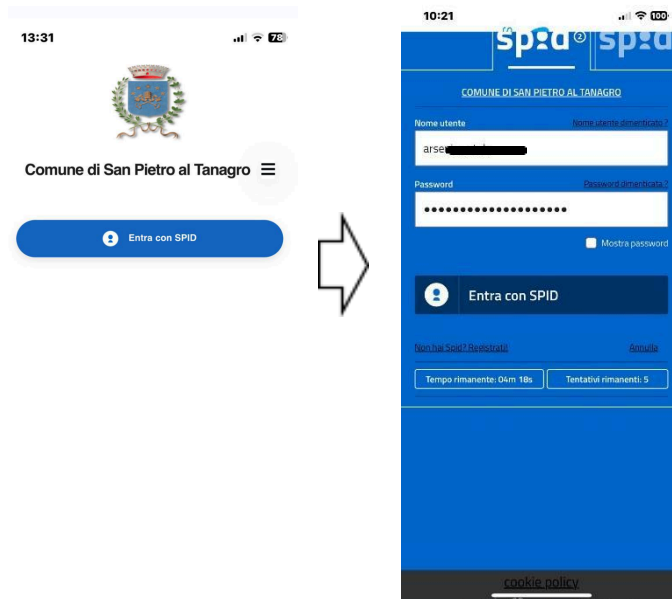 13:31
78
Comune di San Pietro al Tanagro
Entra con SPID
10:21
100
spid 2 spid
COMUNE DI SAN PIETRO AL TANAGRO
Nome utente Nome utente dimenticato?
Password Password dimenticata?
Mostra password
Entra con SPID
Non hai Spid? Registrati! Annulla
Tempo rimanente: 04m 18s Tentativi rimanenti: 5
cookie policy